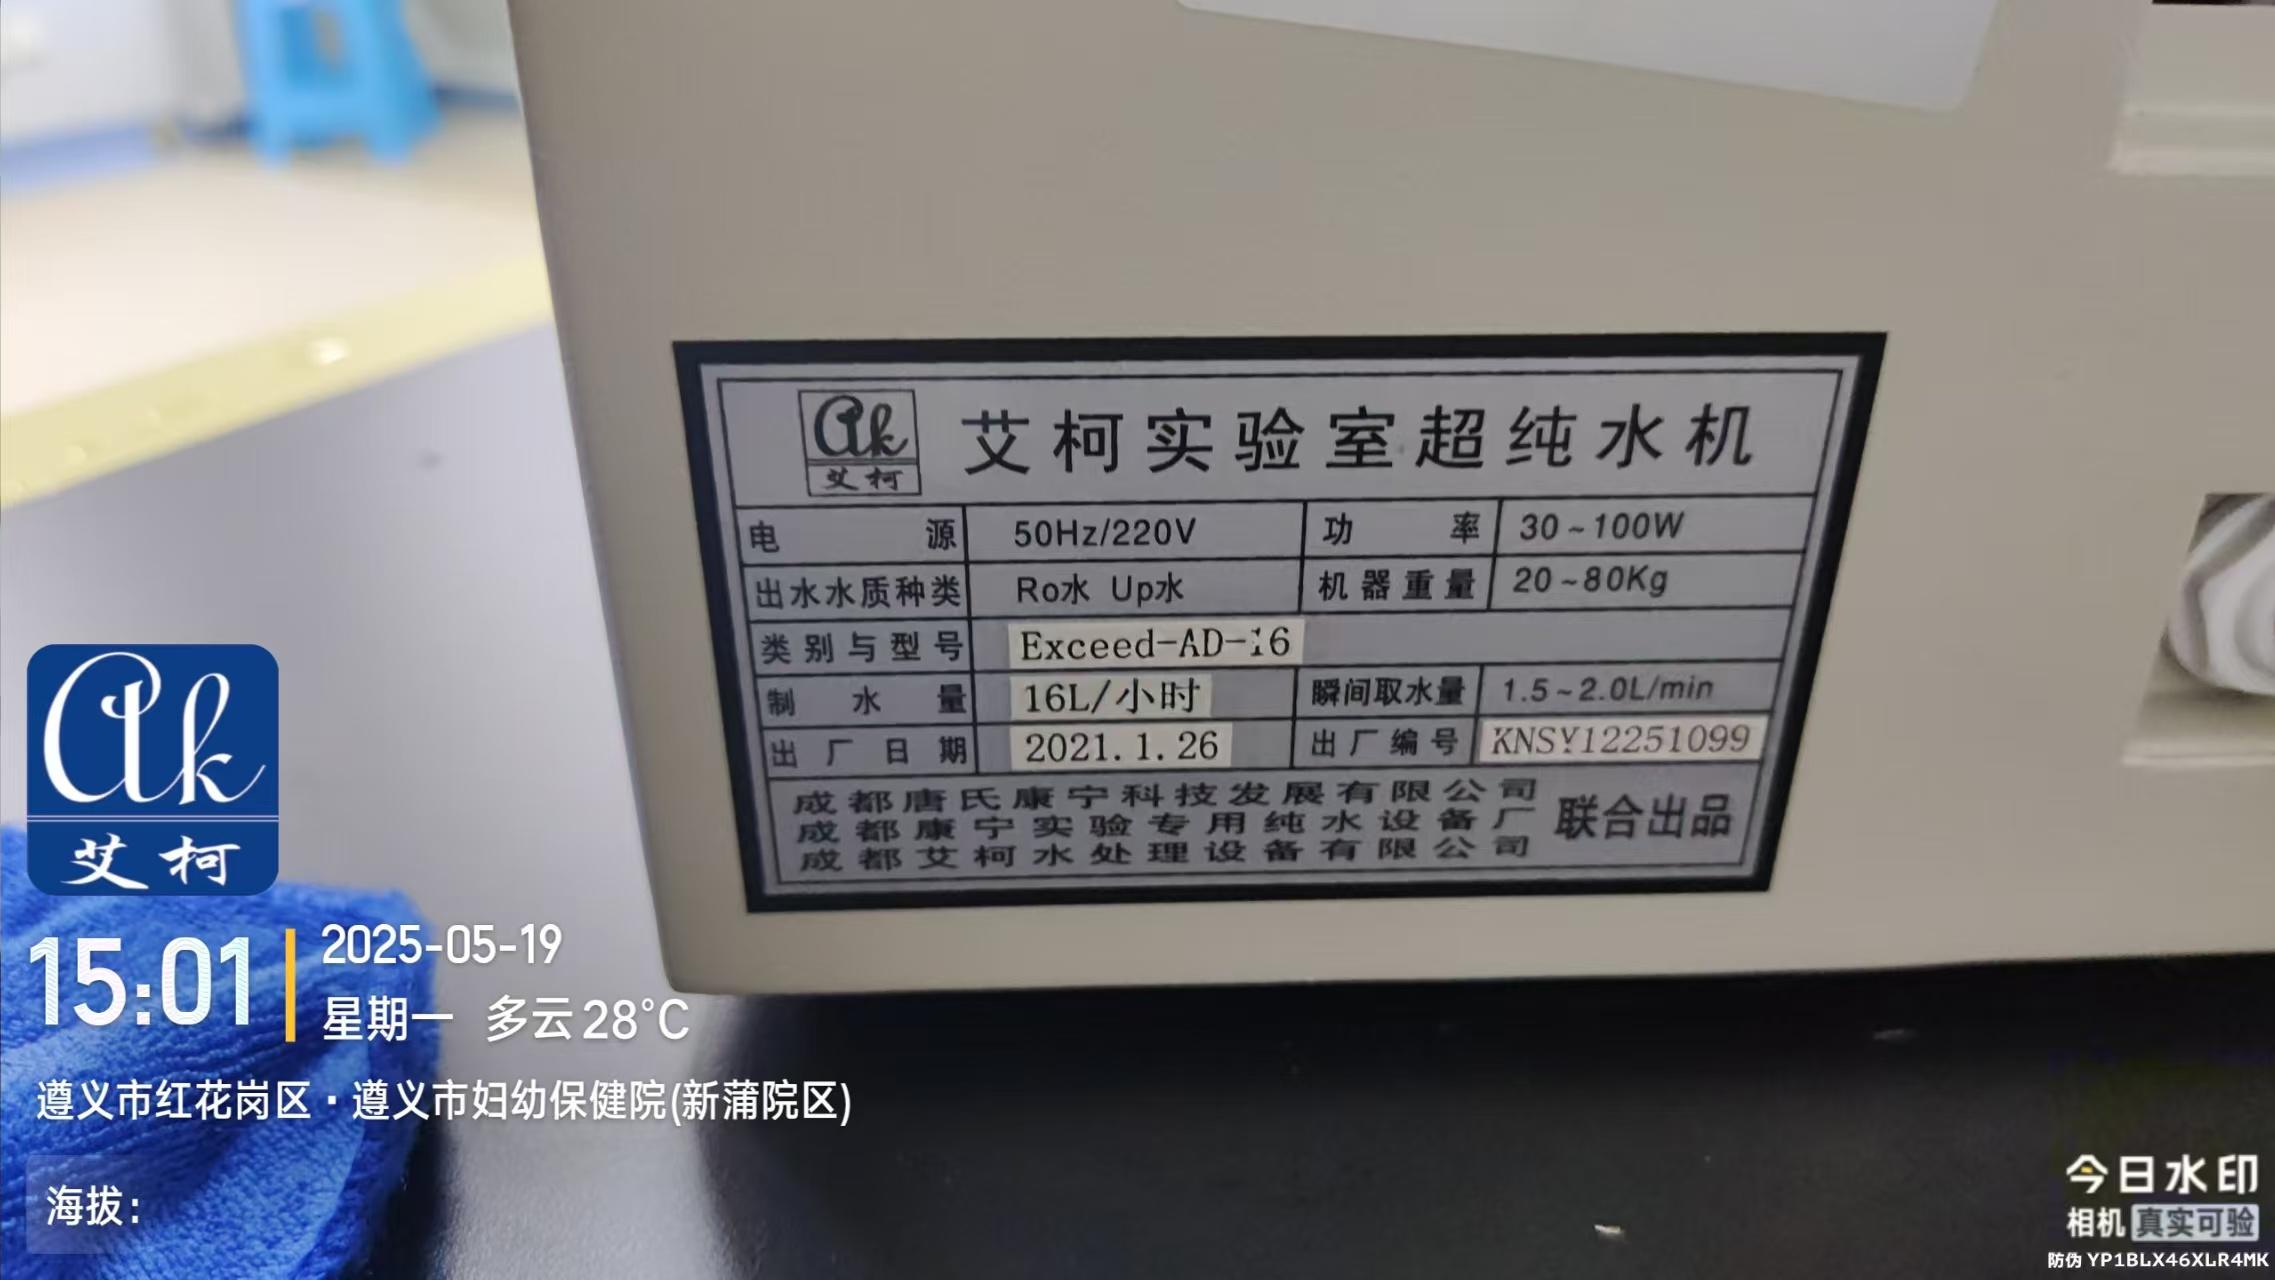 Ak
艾柯
艾柯实验室超纯水机
电源 50Hz/220V 功率 30~100W
出水水质种类 Ro水 Up水 机器重量 20~80Kg
类别与型号 Exceed-AD-16
制水量 16L/小时 瞬间取水量 1.5~2.0L/min
出厂日期 2021.1.26 出厂编号 KNSY12251099
成都唐氏康宁科技发展有限公司
成都康宁实验专用纯水设备厂 联合出品
成都艾柯水处理设备有限公司
Ak
艾柯
15:01 2025-05-19
星期一 多云 28°C
遵义市红花岗区·遵义市妇幼保健院(新蒲院区)
海拔:
今日水印
相机 真实可验
防伪 YP1BLX46XLR4MK